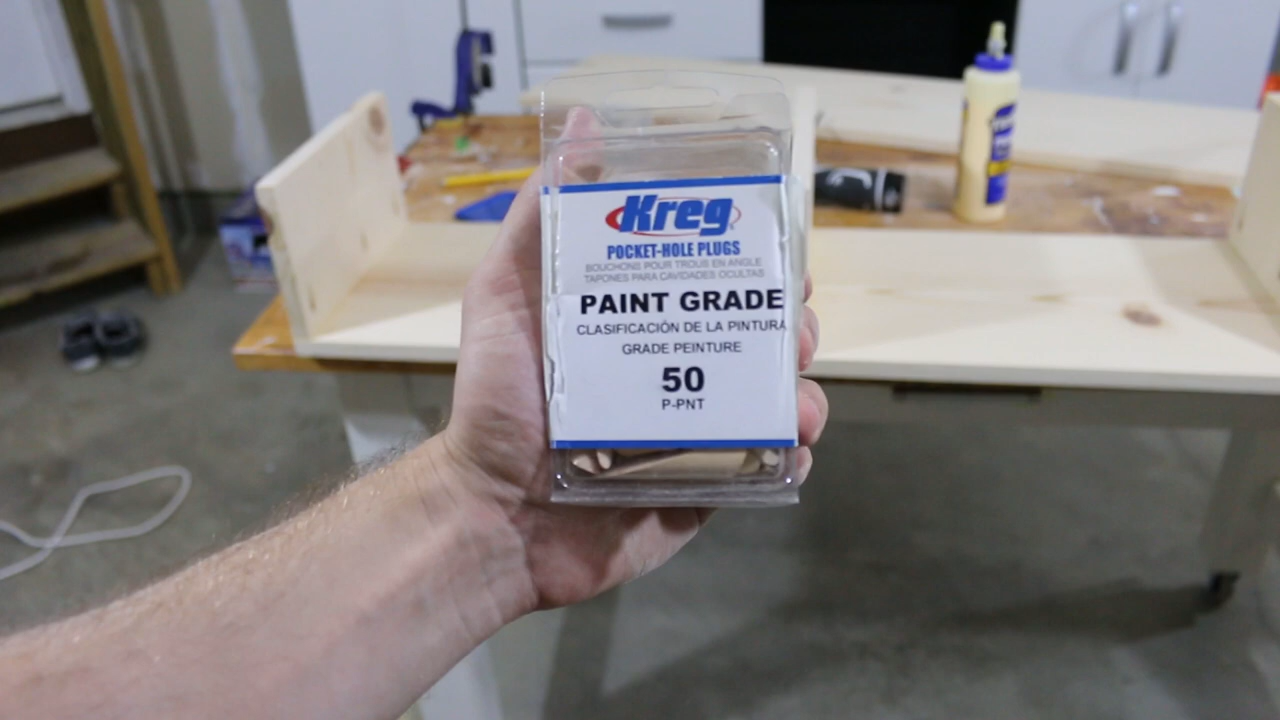 Kreg
POCKET-HOLE PLUGS
BOUCHONS POUR TROUS EN ANGLE
TAPONES PARA CAVIDADES OCULTAS
PAINT GRADE
CLASIFICACIÓN DE LA PINTURA
GRADE PEINTURE
50
P-PNT